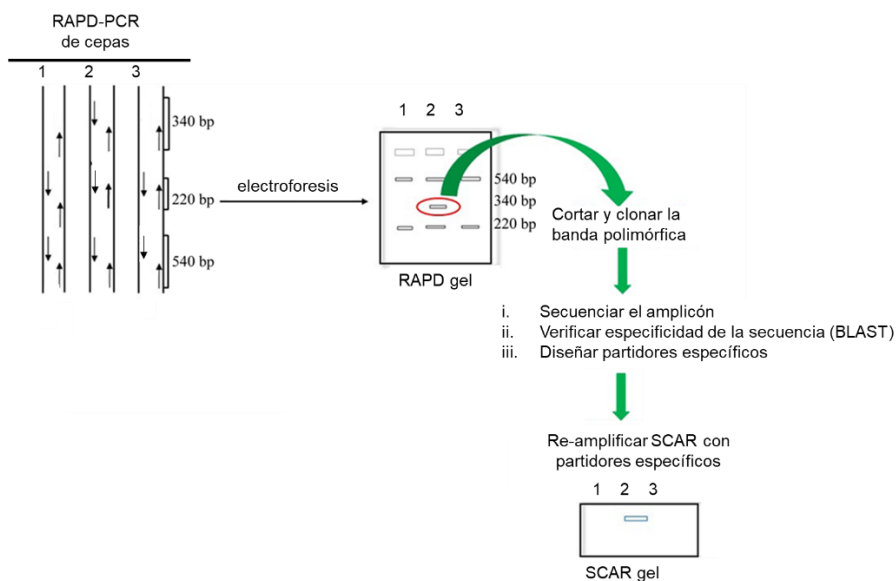 RAPD-PCR
de cepas
1 2 3
340 bp
220 bp
540 bp
electroforesis
1 2 3
540 bp
340 bp
220 bp
RAPD gel
Cortar y clonar la
banda polimórfica
i. Secuenciar el amplicón
ii. Verificar especificidad de la secuencia (BLAST)
iii. Diseñar partidores específicos
Re-amplificar SCAR con
partidores específicos
1 2 3
SCAR gel